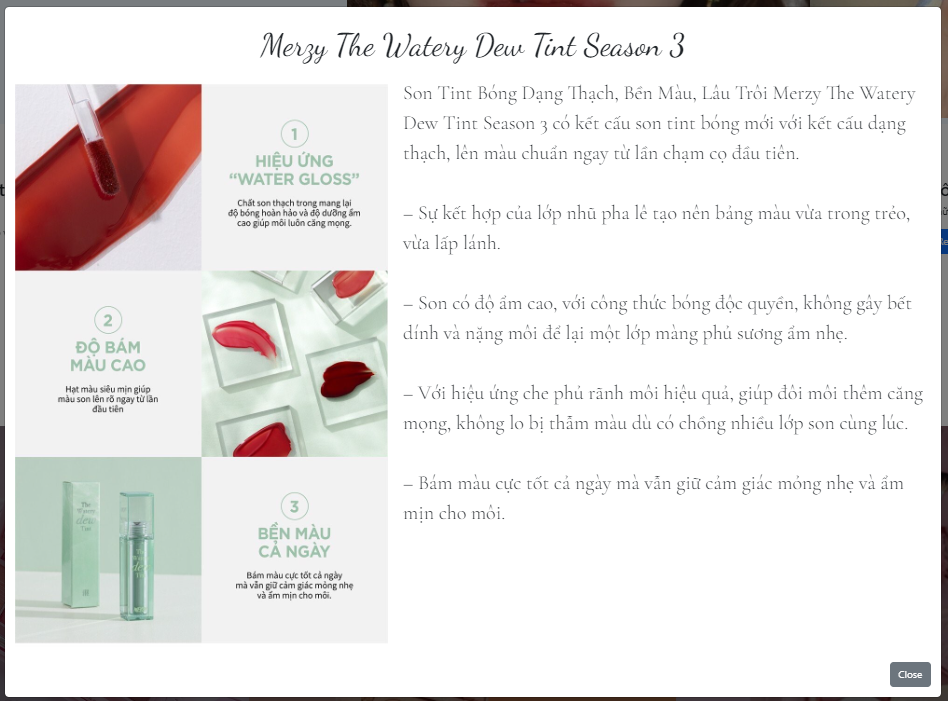 Merzy The Watery Dew Tint Season 3
1
HIỆU ỨNG
“WATER GLOSS”
Chất son thạch trong mang lại
độ bóng hoàn hảo và độ dưỡng ẩm
cao giúp môi luôn căng mọng.
2
ĐỘ BÁM
MÀU CAO
Hạt màu siêu mịn giúp
màu son lên rõ ngay từ lần
đầu tiên
3
BỀN MÀU
CẢ NGÀY
Bám màu cực tốt cả ngày
mà vẫn giữ cảm giác mỏng nhẹ
và ẩm mịn cho môi.
Son Tint Bóng Dạng Thạch, Bền Màu, Lâu Trôi Merzy The Watery
Dew Tint Season 3 có kết cấu son tint bóng mới với kết cấu dạng
thạch, lên màu chuẩn ngay từ lần chạm cọ đầu tiên.
– Sự kết hợp của lớp nhũ pha lê tạo nên bảng màu vừa trong trẻo,
vừa lấp lánh.
– Son có độ ẩm cao, với công thức bóng độc quyền, không gây bết
dính và nặng môi để lại một lớp màng phủ sương ẩm nhẹ.
– Với hiệu ứng che phủ rãnh môi hiệu quả, giúp đôi môi thêm căng
mọng, không lo bị thẫm màu dù có chồng nhiều lớp son cùng lúc.
– Bám màu cực tốt cả ngày mà vẫn giữ cảm giác mỏng nhẹ và ẩm
mịn cho môi.
Close